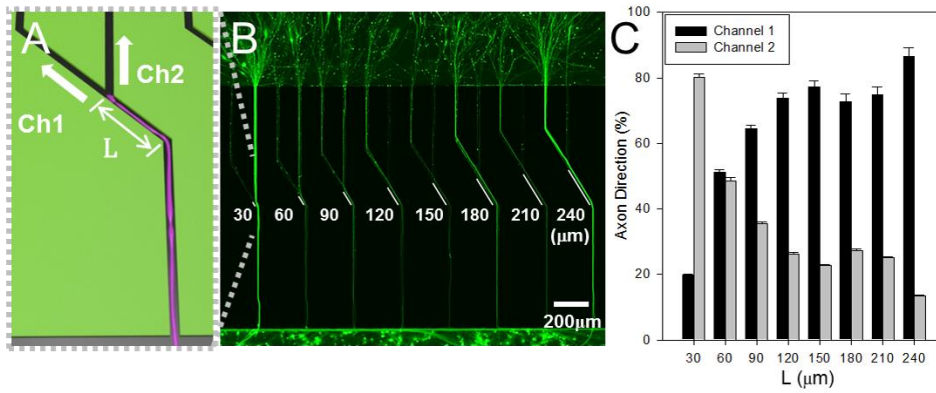 A
Ch1
Ch2
L
B
30 60 90 120 150 180 210 240
(μm)
200μm
C
Channel 1
Channel 2
Axon Direction (%)
100
80
60
40
20
0
30 60 90 120 150 180 210 240
L (μm)